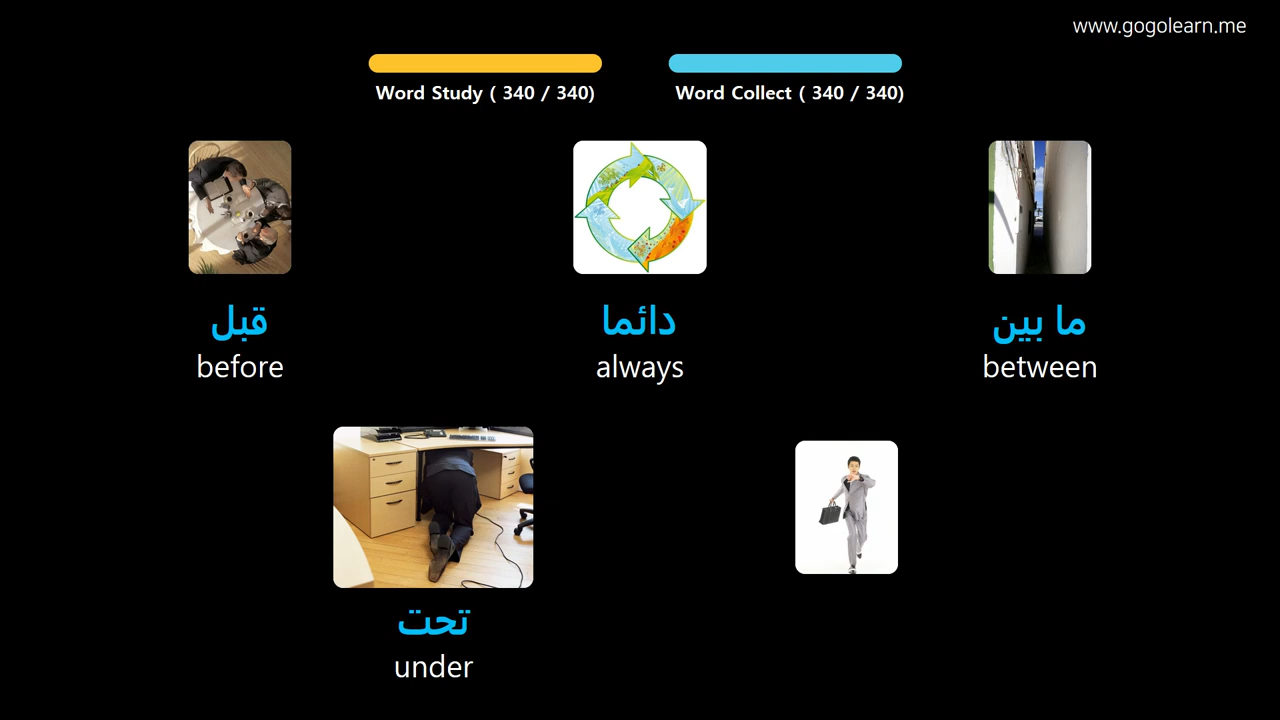 www.gogolearn.me
Word Study ( 340 / 340)
Word Collect ( 340 / 340)
قبل
before
دائما
always
ما بين
between
تحت
under